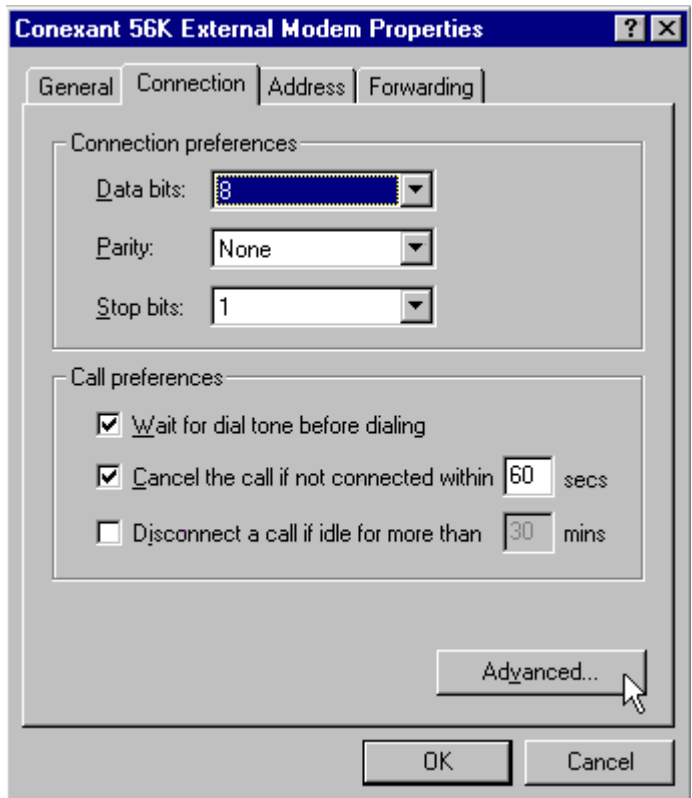 Conexant 56K External Modem Properties
General Connection Address Forwarding
Connection preferences
Data bits: 8
Parity: None
Stop bits: 1
Call preferences
Wait for dial tone before dialing
Cancel the call if not connected within 60 secs
Disconnect a call if idle for more than 30 mins
Advanced...
OK Cancel